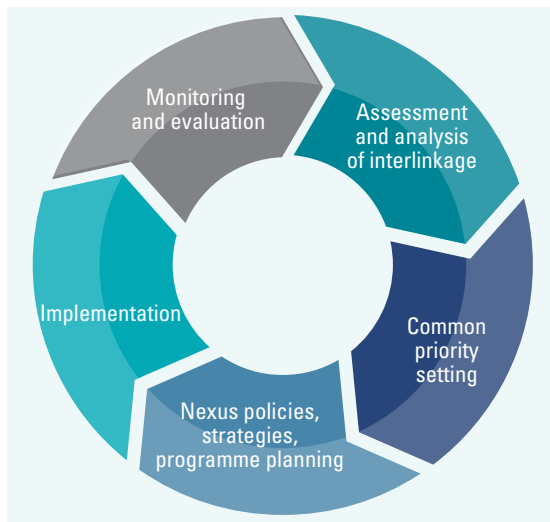 Monitoring
and evaluation
Assessment
and analysis
of interlinkage
Common
priority
setting
Nexus policies,
strategies,
programme planning
Implementation